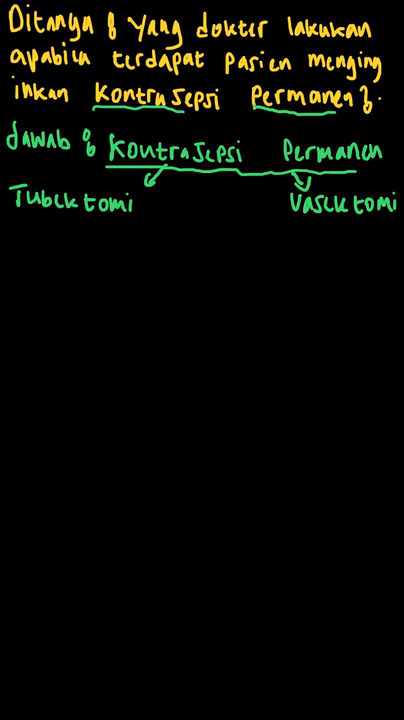 Ditanya : Yang dokter lakukan
apabila terdapat pasien menging
inkan kontrasepsi permanen ?.
Jawab : Kontrasepsi Permanen
Tubektomi Vasektomi